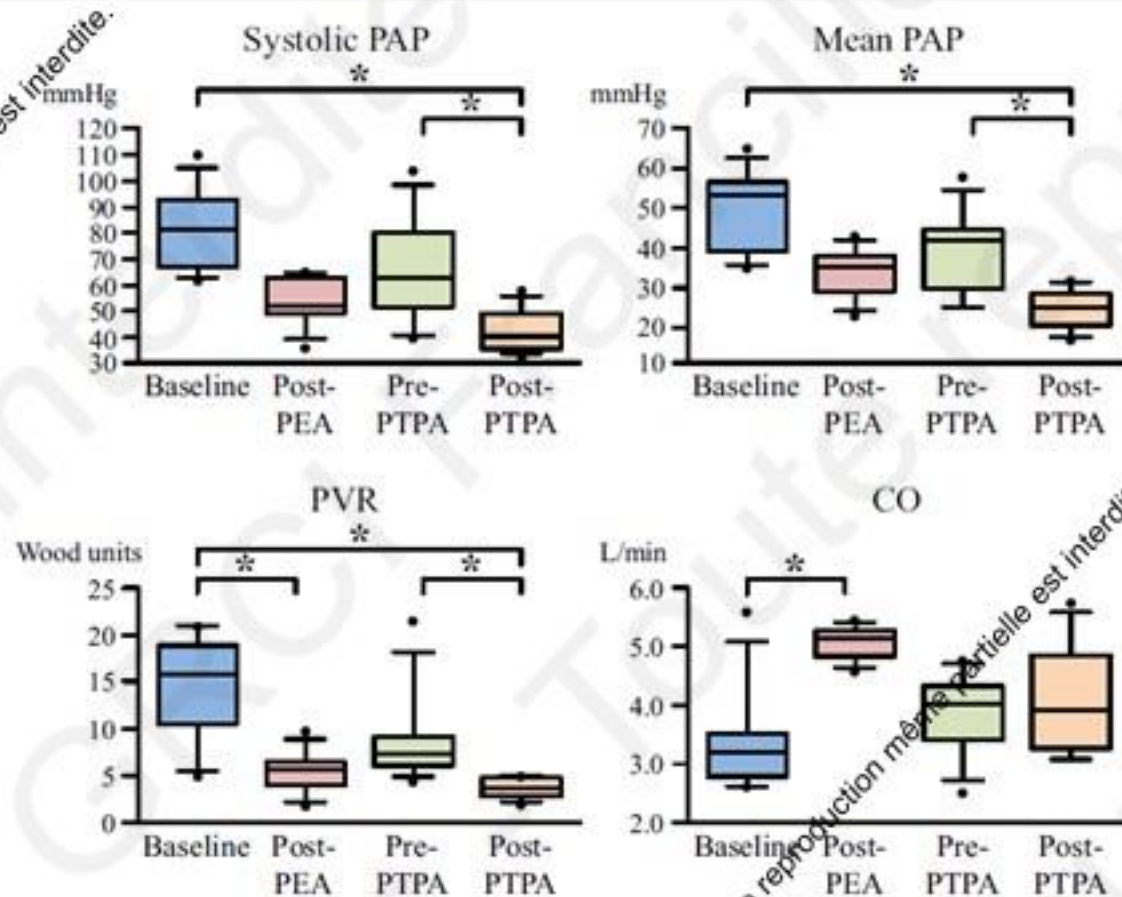 est interdite.
Systolic PAP
Mean PAP
*
*
mmHg
*
mmHg
*
120
110
100
90
80
70
60
50
40
30
70
60
50
40
30
20
10
Baseline
Post-
PEA
Pre-
PTPA
Post-
PTPA
Baseline
Post-
PEA
Pre-
PTPA
Post-
PTPA
PVR
CO
*
Wood units
*
*
L/min
*
25
20
15
10
5
0
6.0
5.0
4.0
3.0
2.0
Baseline
Post-
PEA
Pre-
PTPA
Post-
PTPA
Baseline
Post-
PEA
Pre-
PTPA
Post-
PTPA
reproduction même partielle est interdit
Toute rep